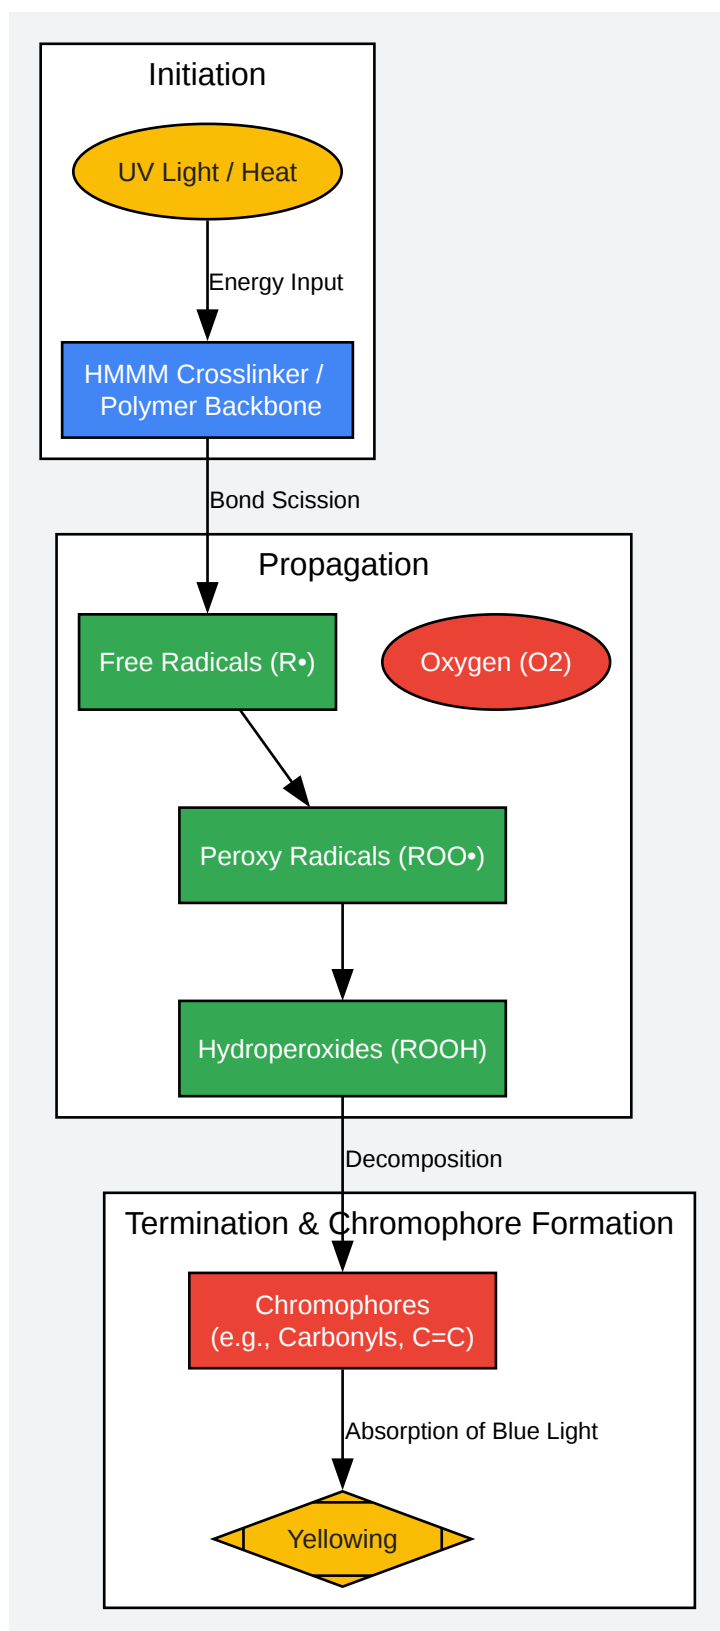 Initiation
UV Light / Heat
Energy Input
HMMM Crosslinker /
Polymer Backbone
Bond Scission
Propagation
Free Radicals (R•)
Oxygen (O2)
Peroxy Radicals (ROO•)
Hydroperoxides (ROOH)
Decomposition
Termination & Chromophore Formation
Chromophores
(e.g., Carbonyls, C=C)
Absorption of Blue Light
Yellowing